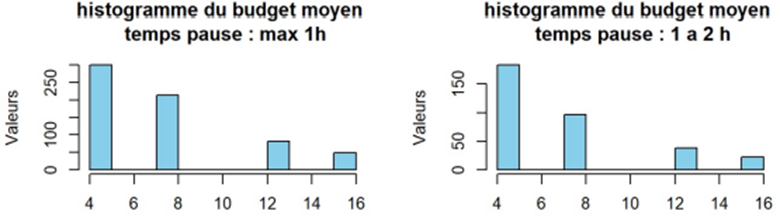 histogramme du budget moyen
temps pause : max 1h
Valeurs
250
100
0
4 6 8 10 12 14 16
histogramme du budget moyen
temps pause : 1 a 2 h
Valeurs
150
50
0
4 6 8 10 12 14 16